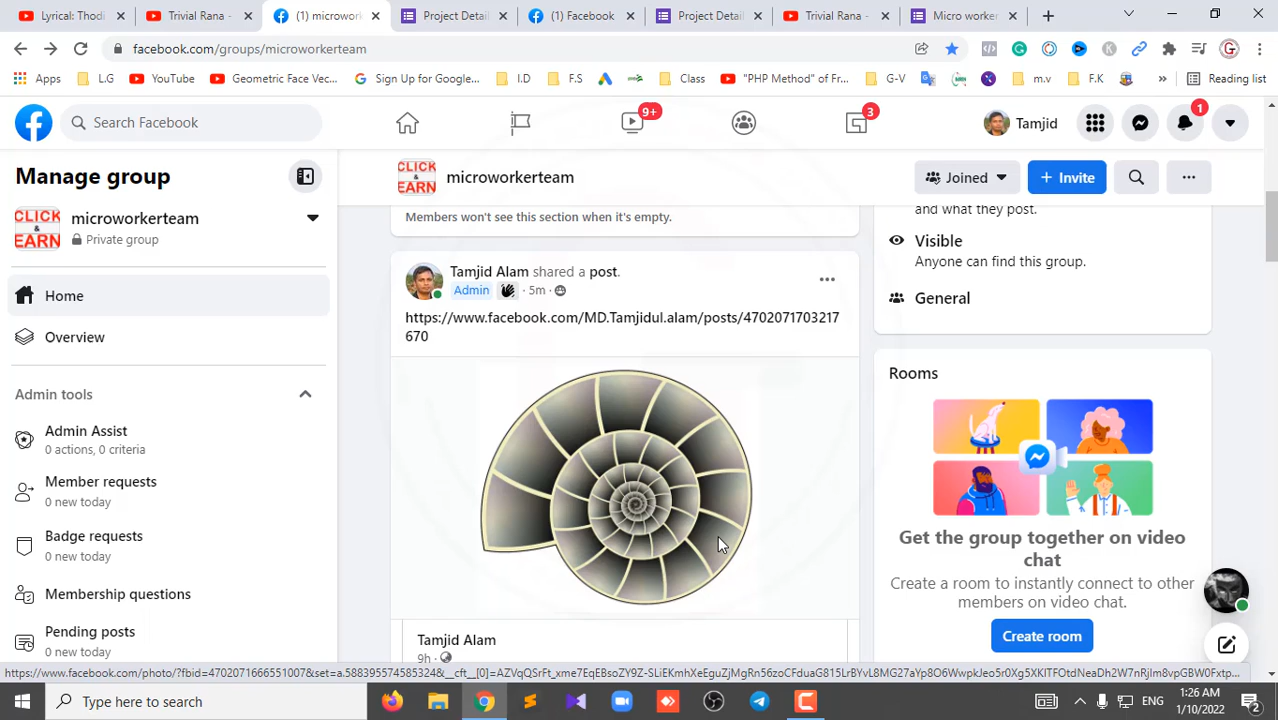 Lyrical: Thodi
Trivial Rana -
(1) microwor
Project Detail
(1) Facebook
Project Detail
Trivial Rana -
Micro worker
facebook.com/groups/microworkerteam
Apps
L.G
YouTube
Geometric Face Vec...
Sign Up for Google...
I.D
F.S
Class
"PHP Method" of Fr...
G-V
m.v
F.K
»
Reading list
Search Facebook
9+
3
Tamjid
1
Manage group
microworkerteam
Private group
Home
Overview
Admin tools
Admin Assist
0 actions, 0 criteria
Member requests
0 new today
Badge requests
0 new today
Membership questions
Pending posts
0 new today
CLICK
&
EARN
CLICK
&
EARN
microworkerteam
Joined
+ Invite
Members won't see this section when it's empty.
Tamjid Alam shared a post.
Admin
· 5m ·
https://www.facebook.com/MD.Tamjidul.alam/posts/4702071703217
670
Tamjid Alam
9h ·
and what they post.
Visible
Anyone can find this group.
General
Rooms
Get the group together on video
chat
Create a room to instantly connect to other
members on video chat.
Create room
Type here to search
ENG
1:26 AM
1/10/2022
2